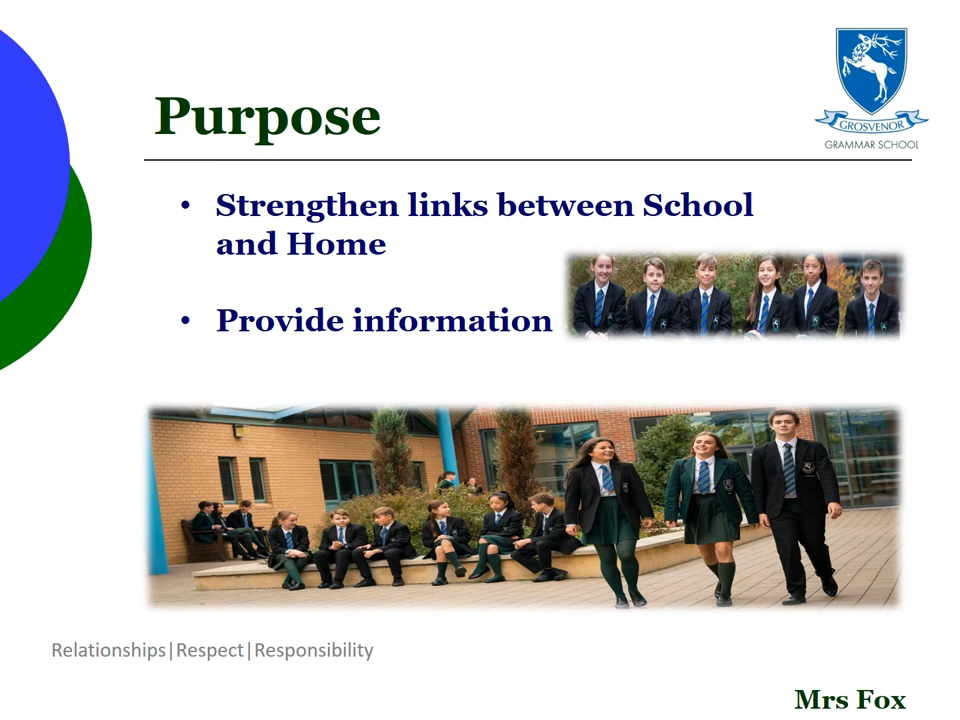 GROSVENOR
GRAMMAR SCHOOL
Purpose
• Strengthen links between School
and Home
• Provide information
Relationships|Respect|Responsibility
Mrs Fox